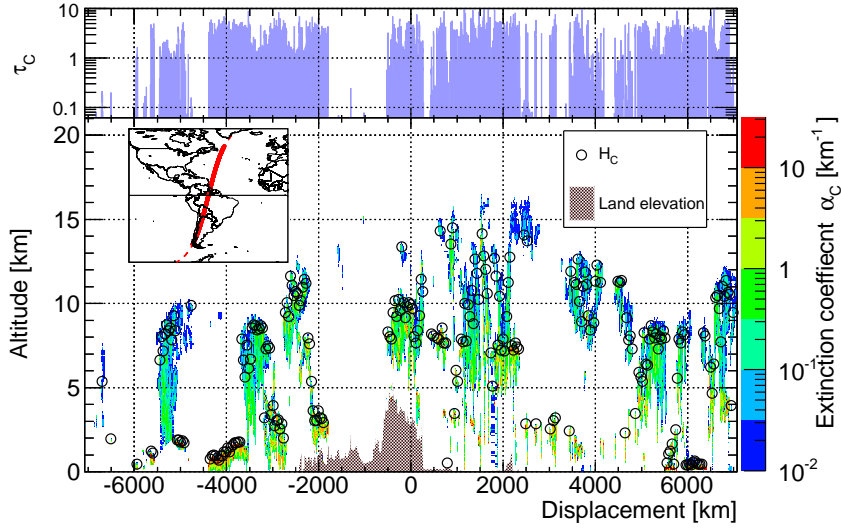 10
1
0.1
τC
20
15
10
5
0
Altitude [km]
HC
Land elevation
10
1
10-1
10-2
Extinction coeffiecnt αC [km-1]
-6000 -4000 -2000 0 2000 4000 6000
Displacement [km]